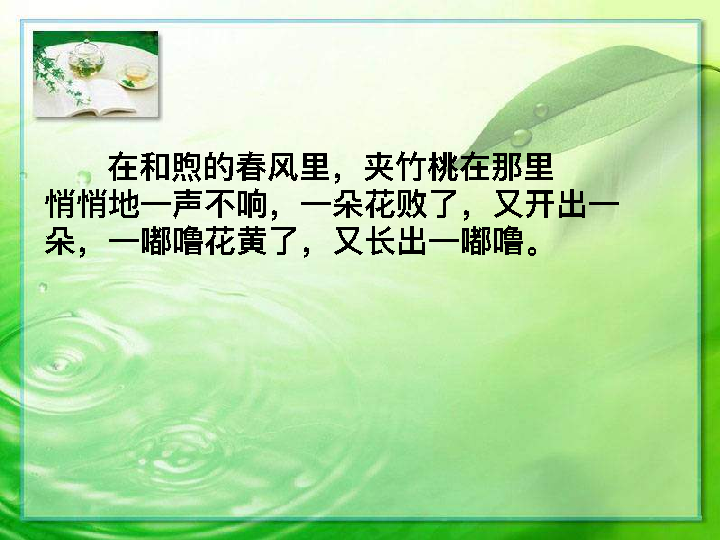 在和煦的春风里，夹竹桃在那里
悄悄地一声不响，一朵花败了，又开出一
朵，一嘟噜花黄了，又长出一嘟噜。